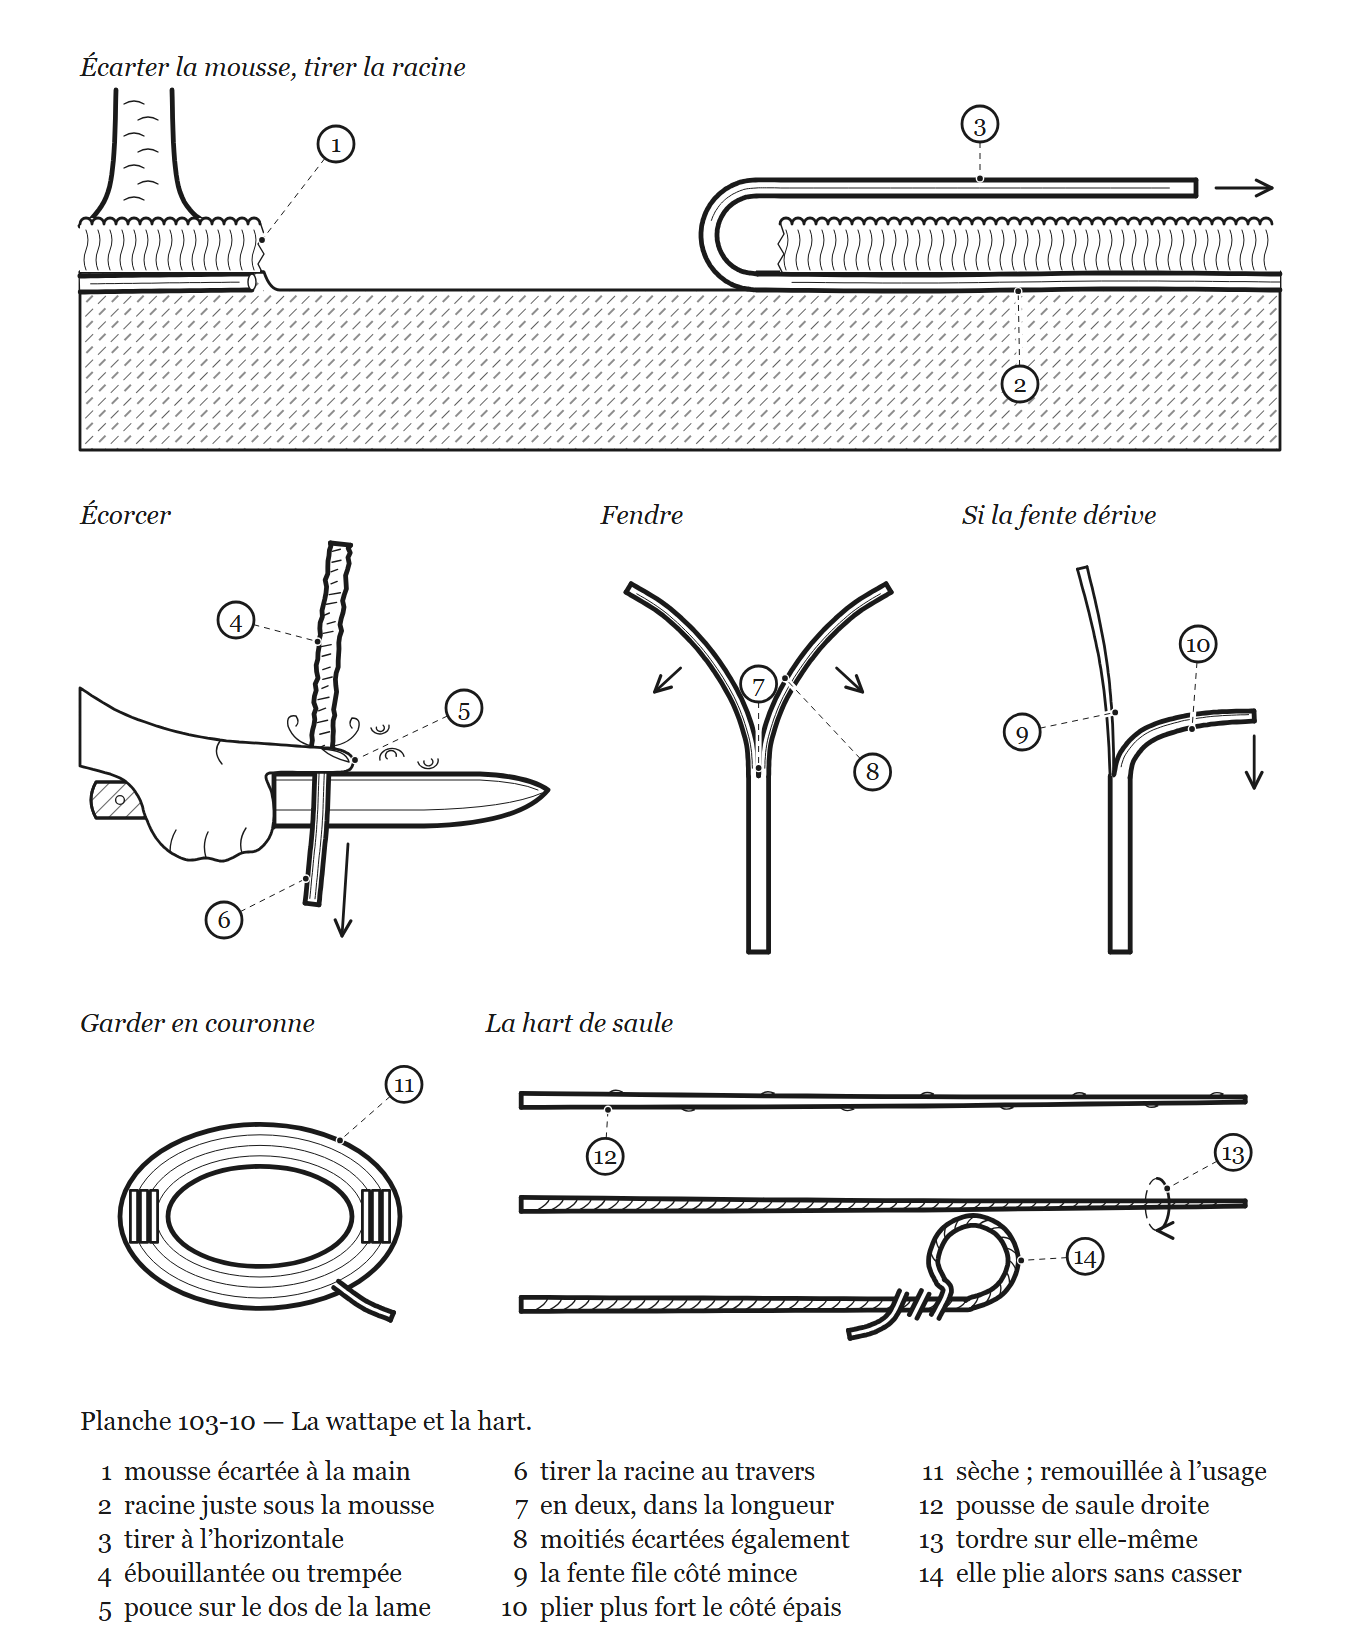 Écarter la mousse, tirer la racine
1
3
2
Écorcer
Fendre
Si la fente dérive
4
5
6
7
8
9
10
Garder en couronne
La hart de saule
11
12
13
14
Planche 103-10 — La wattape et la hart.
1 mousse écartée à la main
2 racine juste sous la mousse
3 tirer à l’horizontale
4 ébouillantée ou trempée
5 pouce sur le dos de la lame
6 tirer la racine au travers
7 en deux, dans la longueur
8 moitiés écartées également
9 la fente file côté mince
10 plier plus fort le côté épais
11 sèche ; remouillée à l’usage
12 pousse de saule droite
13 tordre sur elle-même
14 elle plie alors sans casser